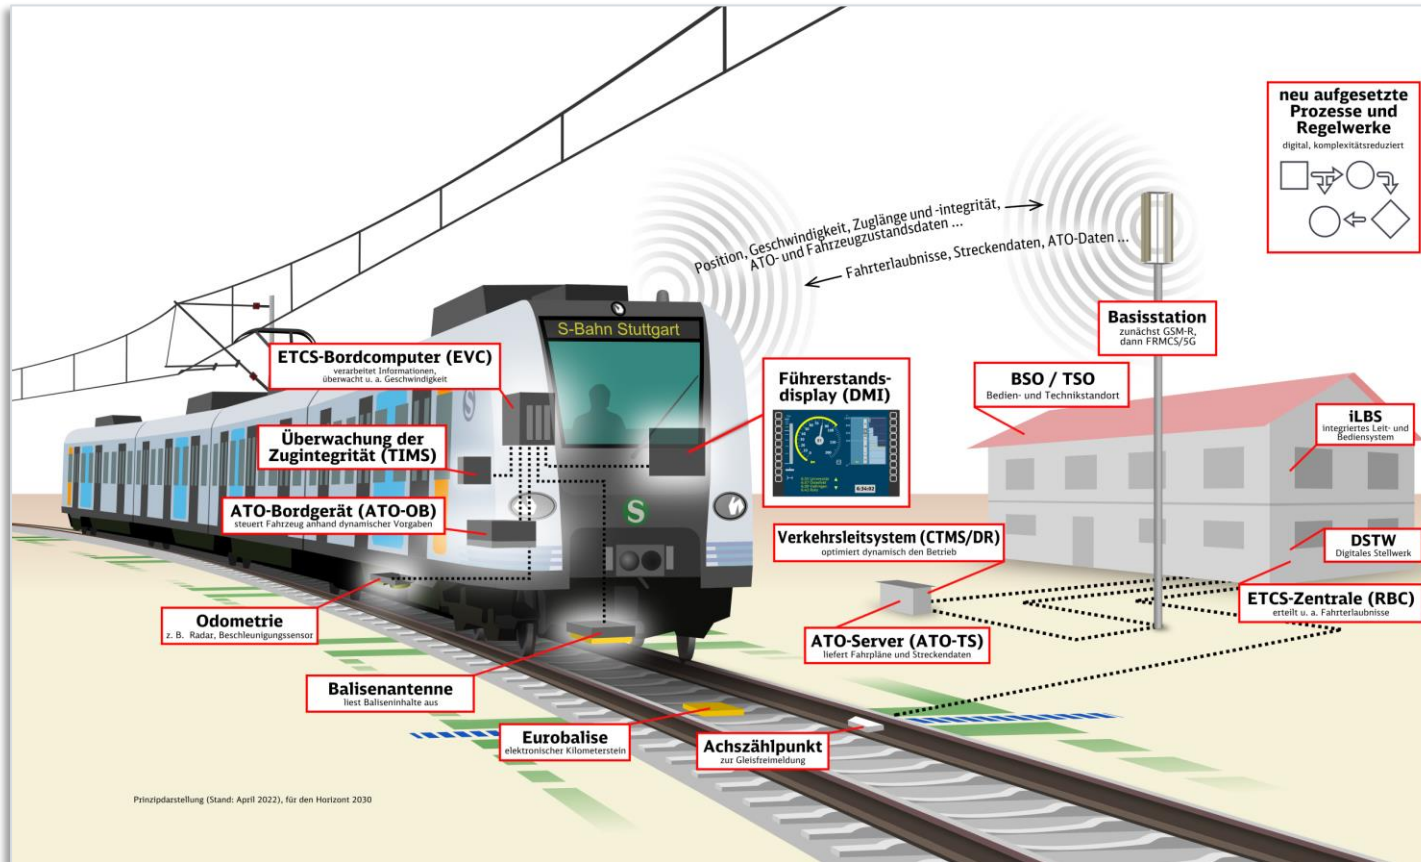 neu aufgesetzte
Prozesse und
Regelwerke
digital, komplexitätsreduziert
Position, Geschwindigkeit, Zuglänge und -integrität,
ATO- und Fahrzeugzustandsdaten ...
Fahrterlaubnisse, Streckendaten, ATO-Daten ...
Basisstation
zunächst GSM-R,
dann FRMCS/5G
S-Bahn Stuttgart
ETCS-Bordcomputer (EVC)
verarbeitet Informationen,
überwacht u. a. Geschwindigkeit
Führerstands-
display (DMI)
BSO / TSO
Bedien- und Technikstandort
iLBS
integriertes Leit- und
Bediensystem
Überwachung der
Zugintegrität (TIMS)
ATO-Bordgerät (ATO-OB)
steuert Fahrzeug anhand dynamischer Vorgaben
S
S
Verkehrsleitsystem (CTMS/DR)
optimiert dynamisch den Betrieb
DSTW
Digitales Stellwerk
ETCS-Zentrale (RBC)
erteilt u. a. Fahrterlaubnisse
Odometrie
z. B. Radar, Beschleunigungssensor
ATO-Server (ATO-TS)
liefert Fahrpläne und Streckendaten
Balisenantenne
liest Baliseninhalte aus
Eurobalise
elektronischer Kilometerstein
Achszählpunkt
zur Gleisfreimeldung
Prinzipdarstellung (Stand: April 2022), für den Horizont 2030